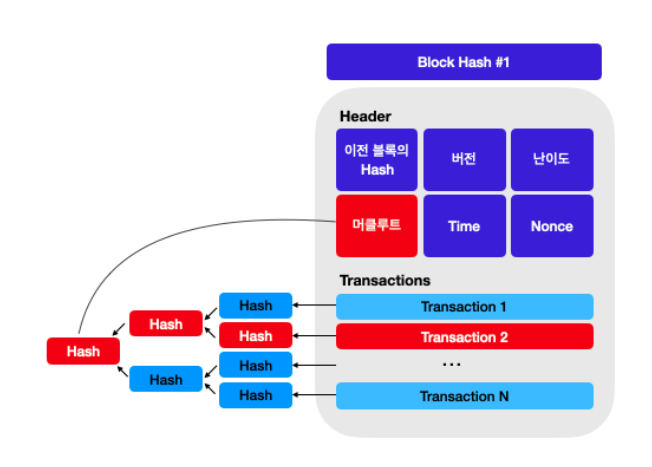 Block Hash #1
Header
이전 블록의
Hash
버전
난이도
머클루트
Time
Nonce
Transactions
Hash
Transaction 1
Hash
Hash
Transaction 2
Hash
Hash
...
Hash
Hash
Transaction N